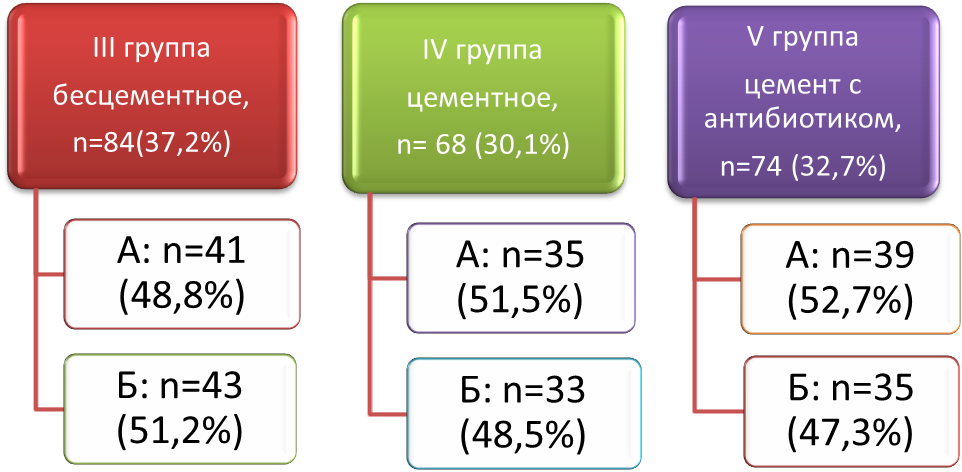 III группа
бесцементное,
n=84(37,2%)
А: n=41
(48,8%)
Б: n=43
(51,2%)
IV группа
цементное,
n= 68 (30,1%)
А: n=35
(51,5%)
Б: n=33
(48,5%)
V группа
цемент с
антибиотиком,
n=74 (32,7%)
А: n=39
(52,7%)
Б: n=35
(47,3%)